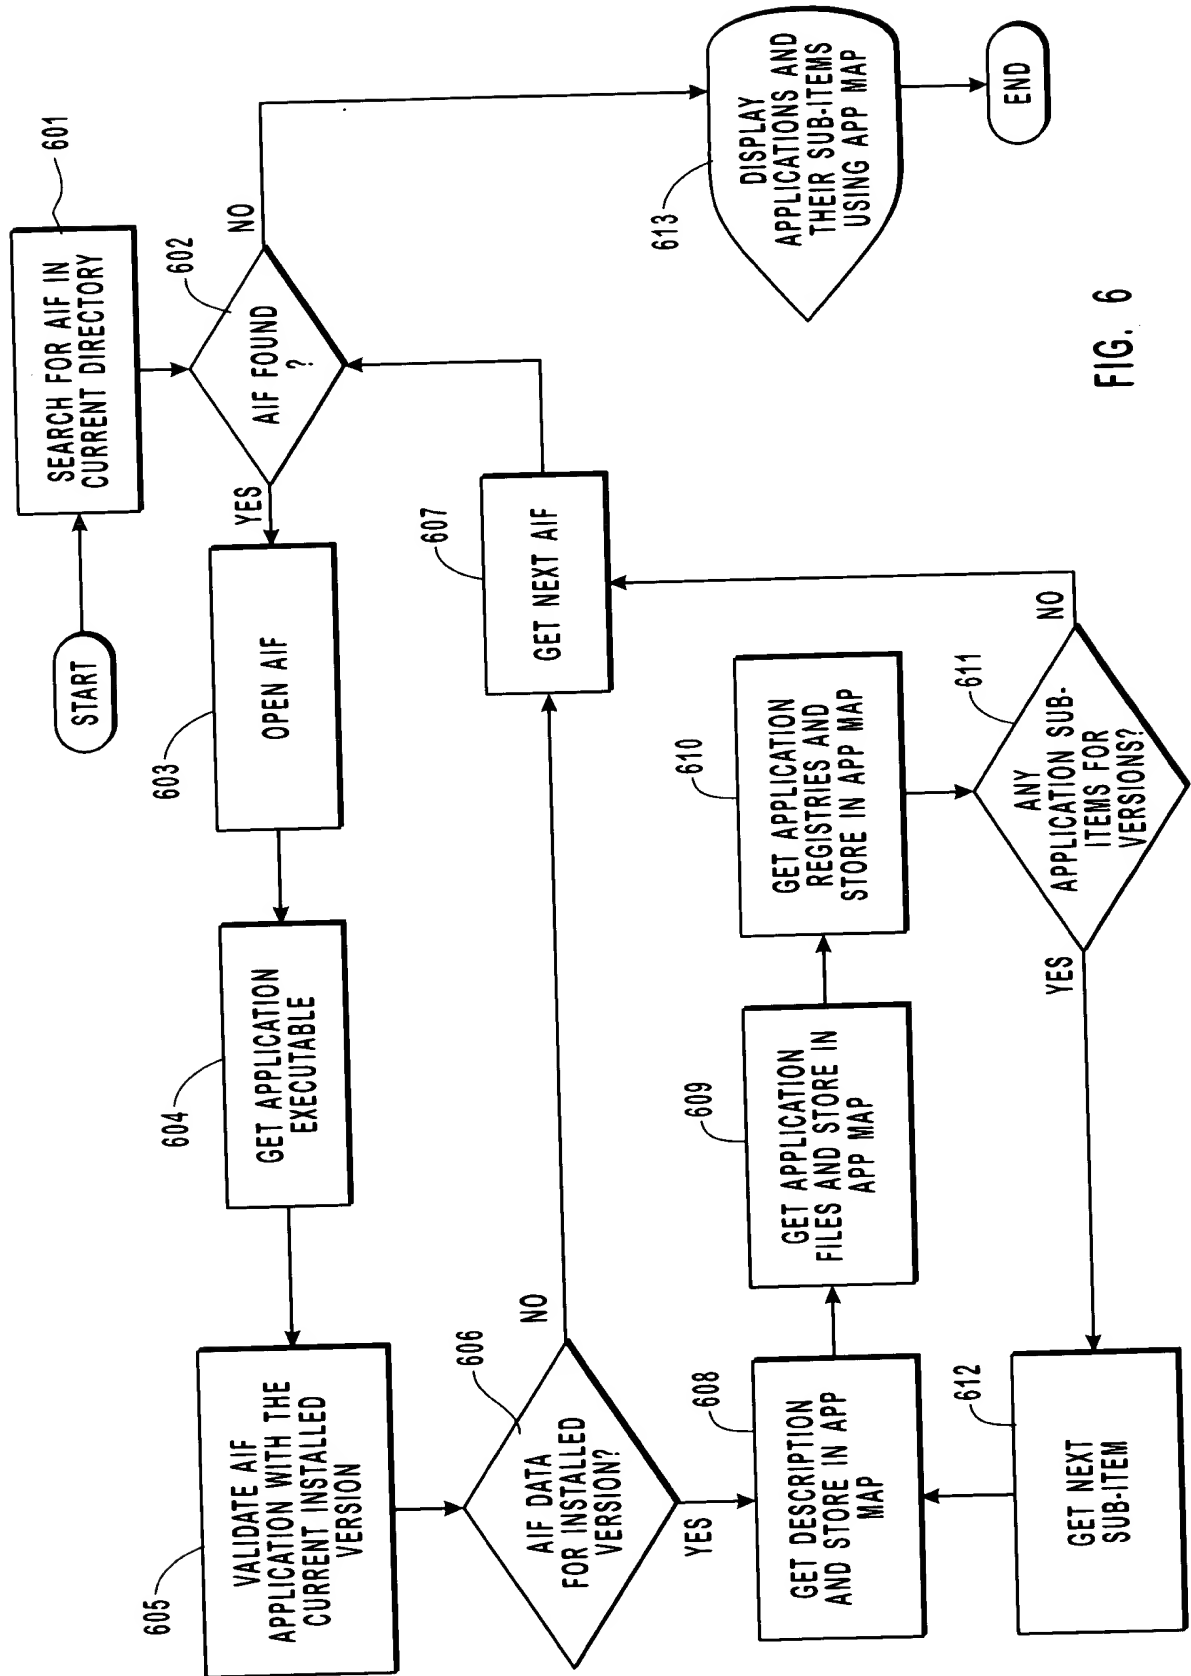 START
SEARCH FOR AIF IN
CURRENT DIRECTORY
601
AIF FOUND
?
602
YES
NO
OPEN AIF
603
GET APPLICATION
EXECUTABLE
604
VALIDATE AIF
APPLICATION WITH THE
CURRENT INSTALLED
VERSION
605
AIF DATA
FOR INSTALLED
VERSION?
606
NO
YES
GET NEXT AIF
607
GET DESCRIPTION
AND STORE IN APP
MAP
608
GET APPLICATION
FILES AND STORE IN
APP MAP
609
GET APPLICATION
REGISTRIES AND
STORE IN APP MAP
610
ANY
APPLICATION SUB-
ITEMS FOR
VERSIONS?
611
NO
YES
GET NEXT
SUB-ITEM
612
DISPLAY
APPLICATIONS AND
THEIR SUB-ITEMS
USING APP MAP
613
END
FIG. 6